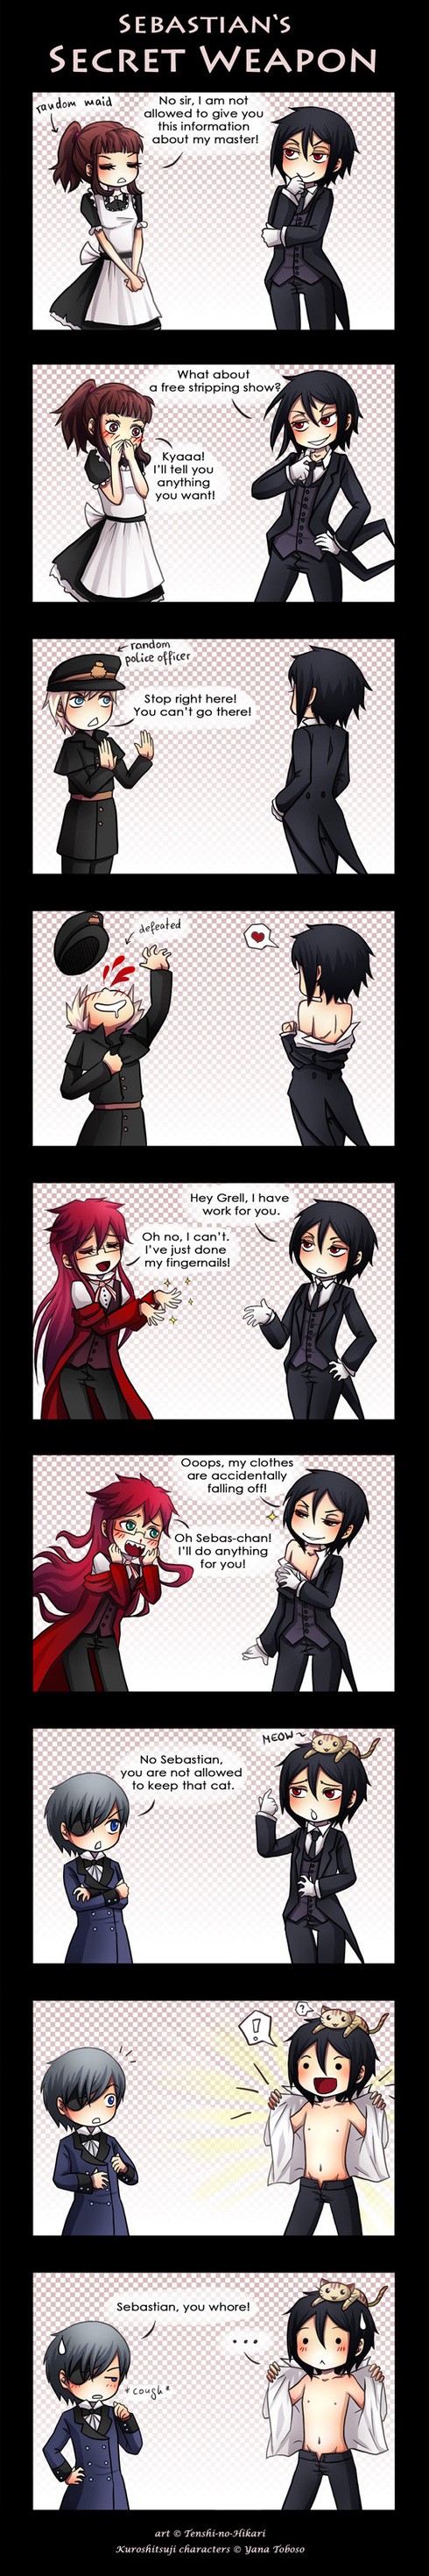 SEBASTIAN'S
SECRET WEAPON
random maid
No sir, I am not
allowed to give you
this information
about my master!
What about
a free stripping show?
Kyaaa!
I'll tell you
anything
you want!
random
police officer
Stop right here!
You can't go there!
defeated
Hey Grell, I have
work for you.
Oh no, I can't.
I've just done
my fingernails!
Ooops, my clothes
are accidentally
falling off!
Oh Sebas-chan!
I'll do anything
for you!
MEOW~
No Sebastian,
you are not allowed
to keep that cat.
?
!
Sebastian, you whore!
...
*cough*
art © Tenshi-no-Hikari
Kuroshitsuji characters © Yana Toboso